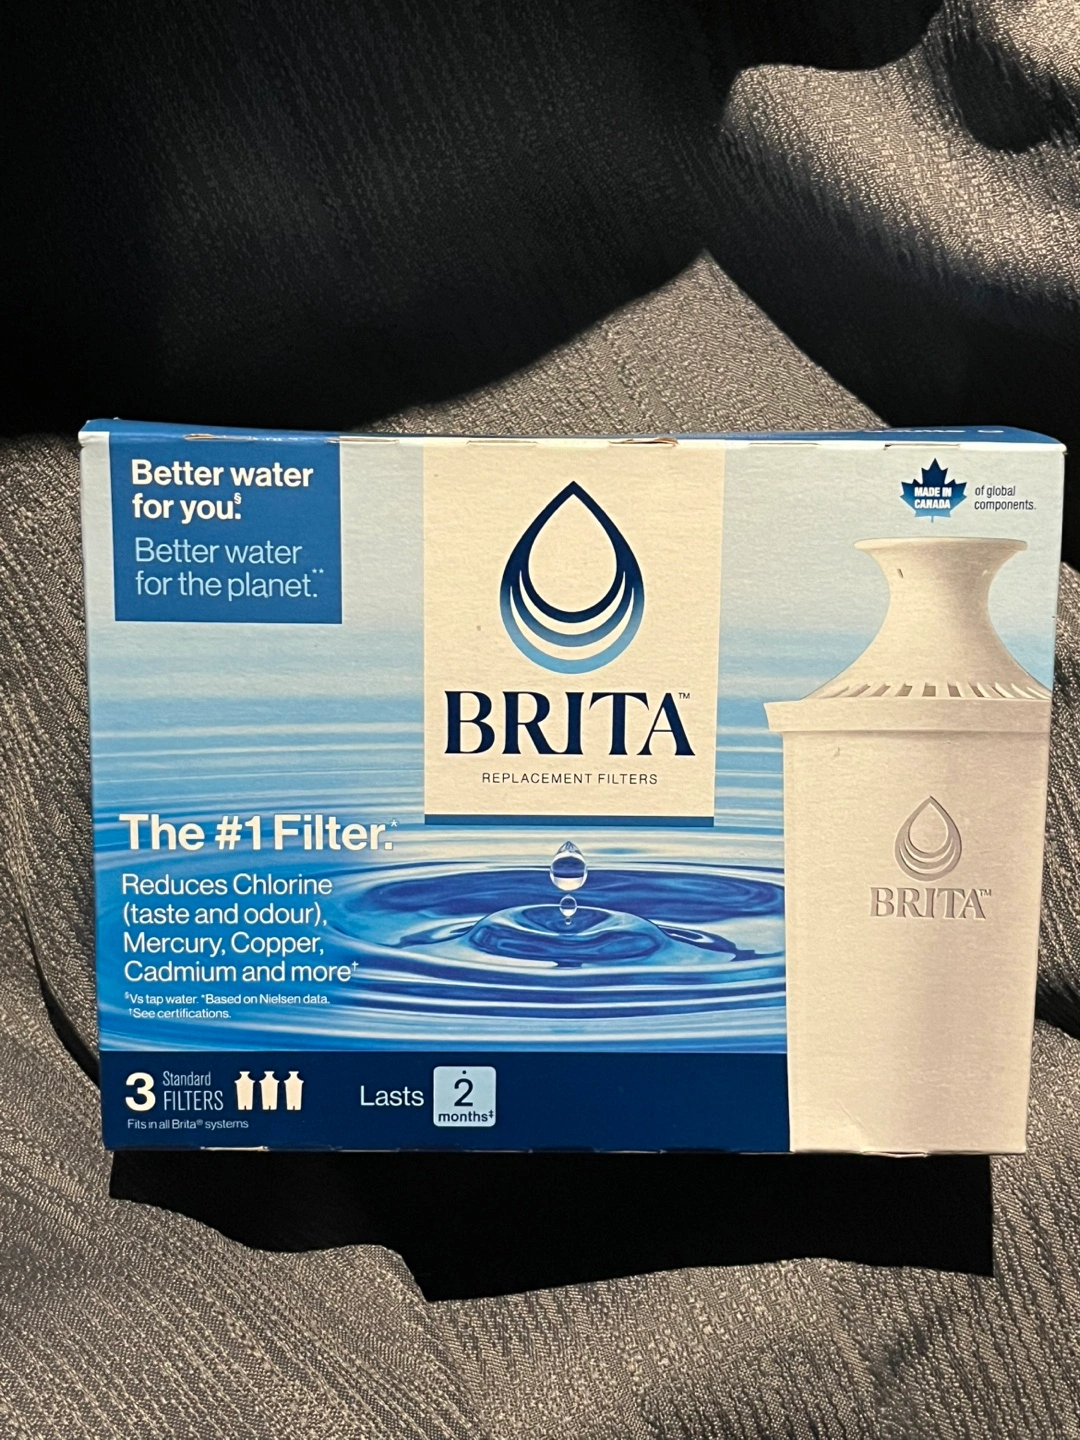 Better water
for you.§
Better water
for the planet.**
BRITA™
REPLACEMENT FILTERS
MADE IN
CANADA
of global
components.
The #1 Filter.*
Reduces Chlorine
(taste and odour),
Mercury, Copper,
Cadmium and more†
§Vs tap water. *Based on Nielsen data.
†See certifications.
BRITA™
3 Standard
FILTERS
Fits in all Brita® systems
Lasts 2
months‡